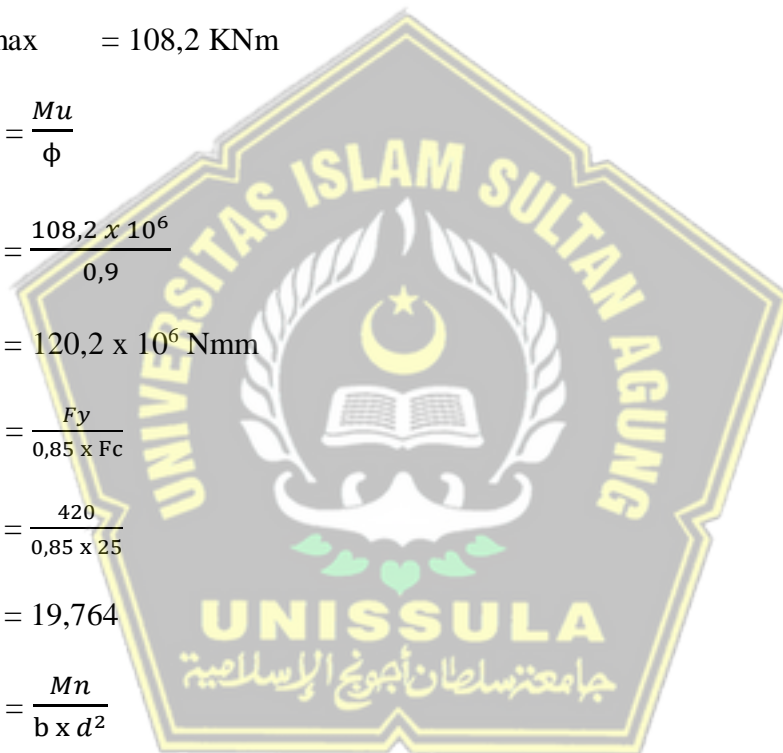 max = 108,2 KNm
= Mu / ϕ
= 108,2 x 10⁶ / 0,9
= 120,2 x 10⁶ Nmm
= Fy / 0,85 x Fc
= 420 / 0,85 x 25
= 19,764
= Mn / b x d²
UNIVERSITAS ISLAM SULTAN AGUNG
UNISSULA
جامعة سلطان أجونج الإسلامية